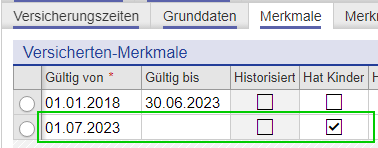 Versicherungszeiten Grunddaten Merkmale
Versicherten-Merkmale
Gültig von * Gültig bis Historisiert Hat Kinder
01.01.2018 30.06.2023
01.07.2023